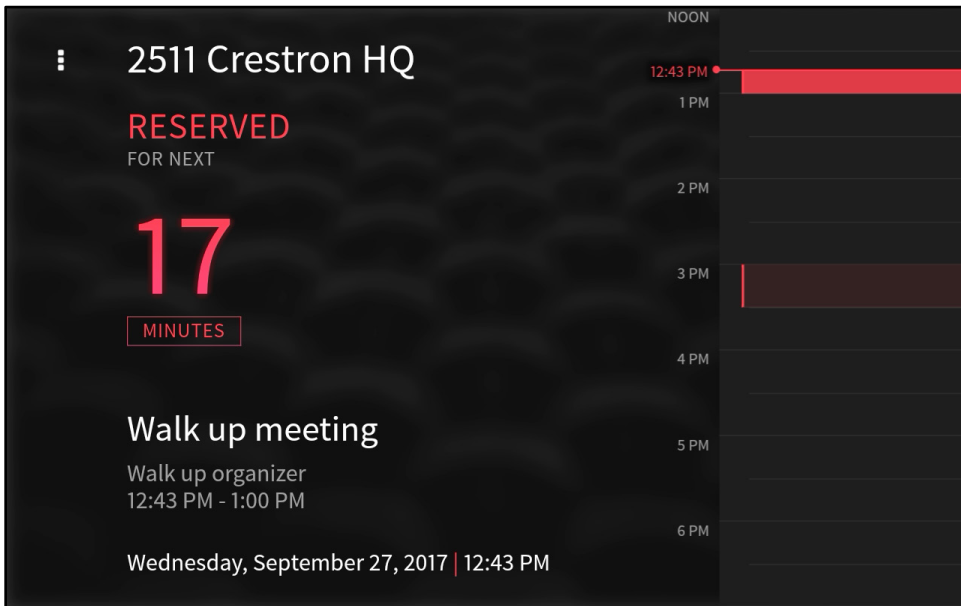 2511 Crestron HQ
RESERVED
FOR NEXT
17
MINUTES
Walk up meeting
Walk up organizer
12:43 PM - 1:00 PM
Wednesday, September 27, 2017 | 12:43 PM
NOON
12:43 PM
1 PM
2 PM
3 PM
4 PM
5 PM
6 PM